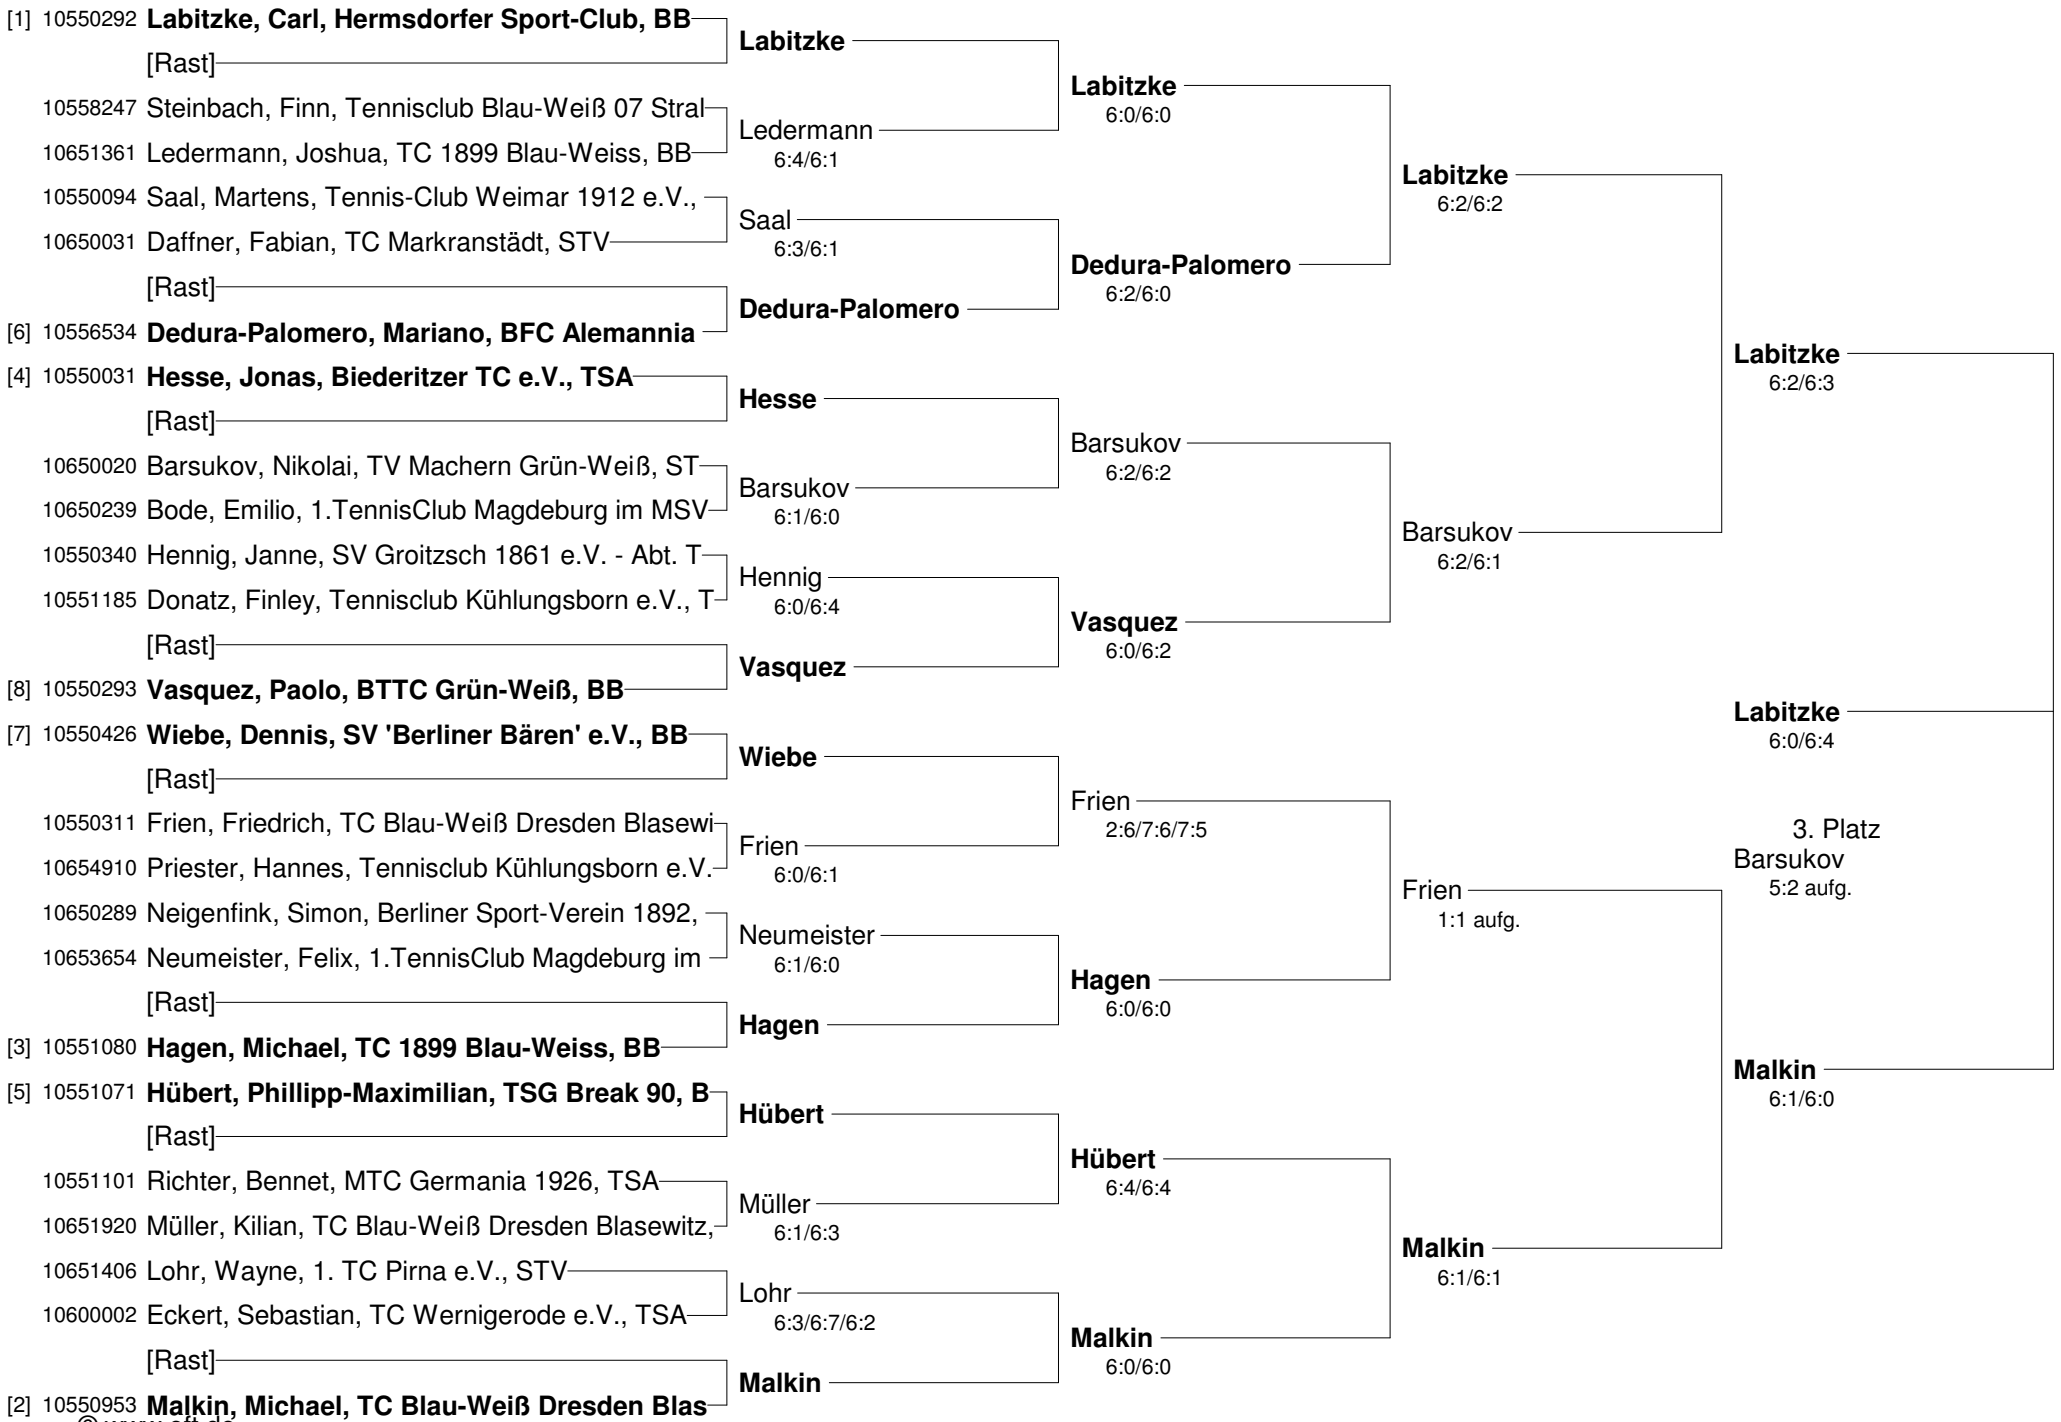 [1] 10550292 Labitzke, Carl, Hermsdorfer Sport-Club, BB
[Rast]
10558247 Steinbach, Finn, Tennisclub Blau-Weiß 07 Stral
10651361 Ledermann, Joshua, TC 1899 Blau-Weiss, BB
10550094 Saal, Martens, Tennis-Club Weimar 1912 e.V.,
10650031 Daffner, Fabian, TC Markranstädt, STV
[Rast]
[6] 10556534 Dedura-Palomero, Mariano, BFC Alemannia
[4] 10550031 Hesse, Jonas, Biederitzer TC e.V., TSA
[Rast]
10650020 Barsukov, Nikolai, TV Machern Grün-Weiß, ST
10650239 Bode, Emilio, 1.TennisClub Magdeburg im MSV
10550340 Hennig, Janne, SV Groitzsch 1861 e.V. - Abt. T
10551185 Donatz, Finley, Tennisclub Kühlungsborn e.V., T
[Rast]
[8] 10550293 Vasquez, Paolo, BTTC Grün-Weiß, BB
[7] 10550426 Wiebe, Dennis, SV 'Berliner Bären' e.V., BB
[Rast]
10550311 Frien, Friedrich, TC Blau-Weiß Dresden Blasewi
10654910 Priester, Hannes, Tennisclub Kühlungsborn e.V.
10650289 Neigenfink, Simon, Berliner Sport-Verein 1892,
10653654 Neumeister, Felix, 1.TennisClub Magdeburg im
[Rast]
[3] 10551080 Hagen, Michael, TC 1899 Blau-Weiss, BB
[5] 10551071 Hübert, Phillipp-Maximilian, TSG Break 90, B
[Rast]
10551101 Richter, Bennet, MTC Germania 1926, TSA
10651920 Müller, Kilian, TC Blau-Weiß Dresden Blasewitz,
10651406 Lohr, Wayne, 1. TC Pirna e.V., STV
10600002 Eckert, Sebastian, TC Wernigerode e.V., TSA
[Rast]
[2] 10550953 Malkin, Michael, TC Blau-Weiß Dresden Blas
Labitzke
Ledermann
6:4/6:1
Saal
6:3/6:1
Dedura-Palomero
Hesse
Barsukov
6:1/6:0
Hennig
6:0/6:4
Vasquez
Wiebe
Frien
6:0/6:1
Neumeister
6:1/6:0
Hagen
Hübert
Müller
6:1/6:3
Lohr
6:3/6:7/6:2
Malkin
Labitzke
6:0/6:0
Dedura-Palomero
6:2/6:0
Barsukov
6:2/6:2
Vasquez
6:0/6:2
Frien
2:6/7:6/7:5
Hagen
6:0/6:0
Hübert
6:4/6:4
Malkin
6:0/6:0
Labitzke
6:2/6:2
Barsukov
6:2/6:1
Frien
1:1 aufg.
Malkin
6:1/6:1
Labitzke
6:2/6:3
Labitzke
6:0/6:4
3. Platz
Barsukov
5:2 aufg.
Malkin
6:1/6:0